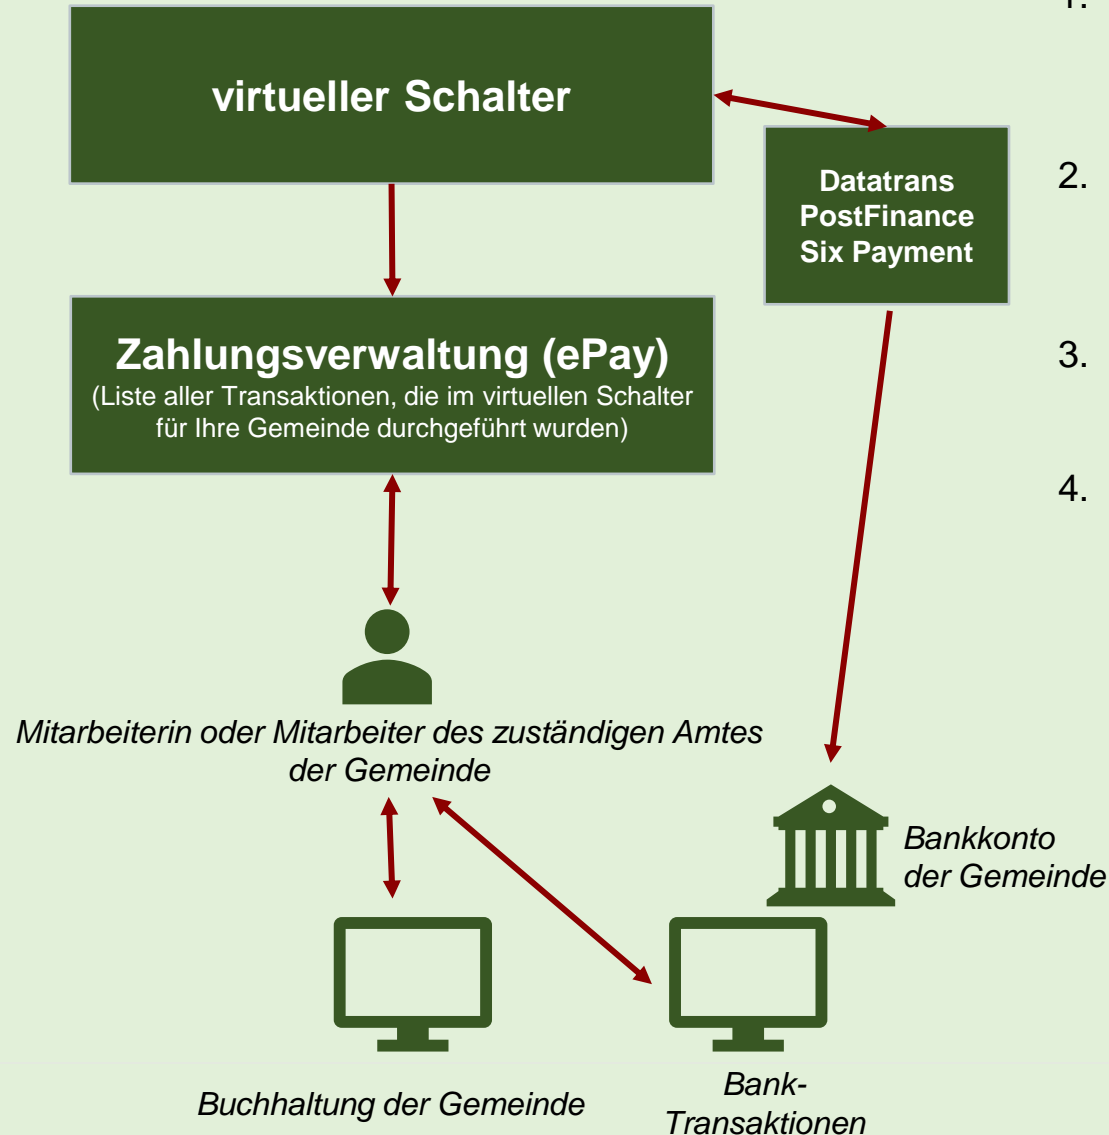 1.
virtueller Schalter
Datatrans
PostFinance
Six Payment
2.
Zahlungsverwaltung (ePay)
(Liste aller Transaktionen, die im virtuellen Schalter
für Ihre Gemeinde durchgeführt wurden)
3.
4.
Mitarbeiterin oder Mitarbeiter des zuständigen Amtes
der Gemeinde
Bankkonto
der Gemeinde
Buchhaltung der Gemeinde
Bank-
Transaktionen